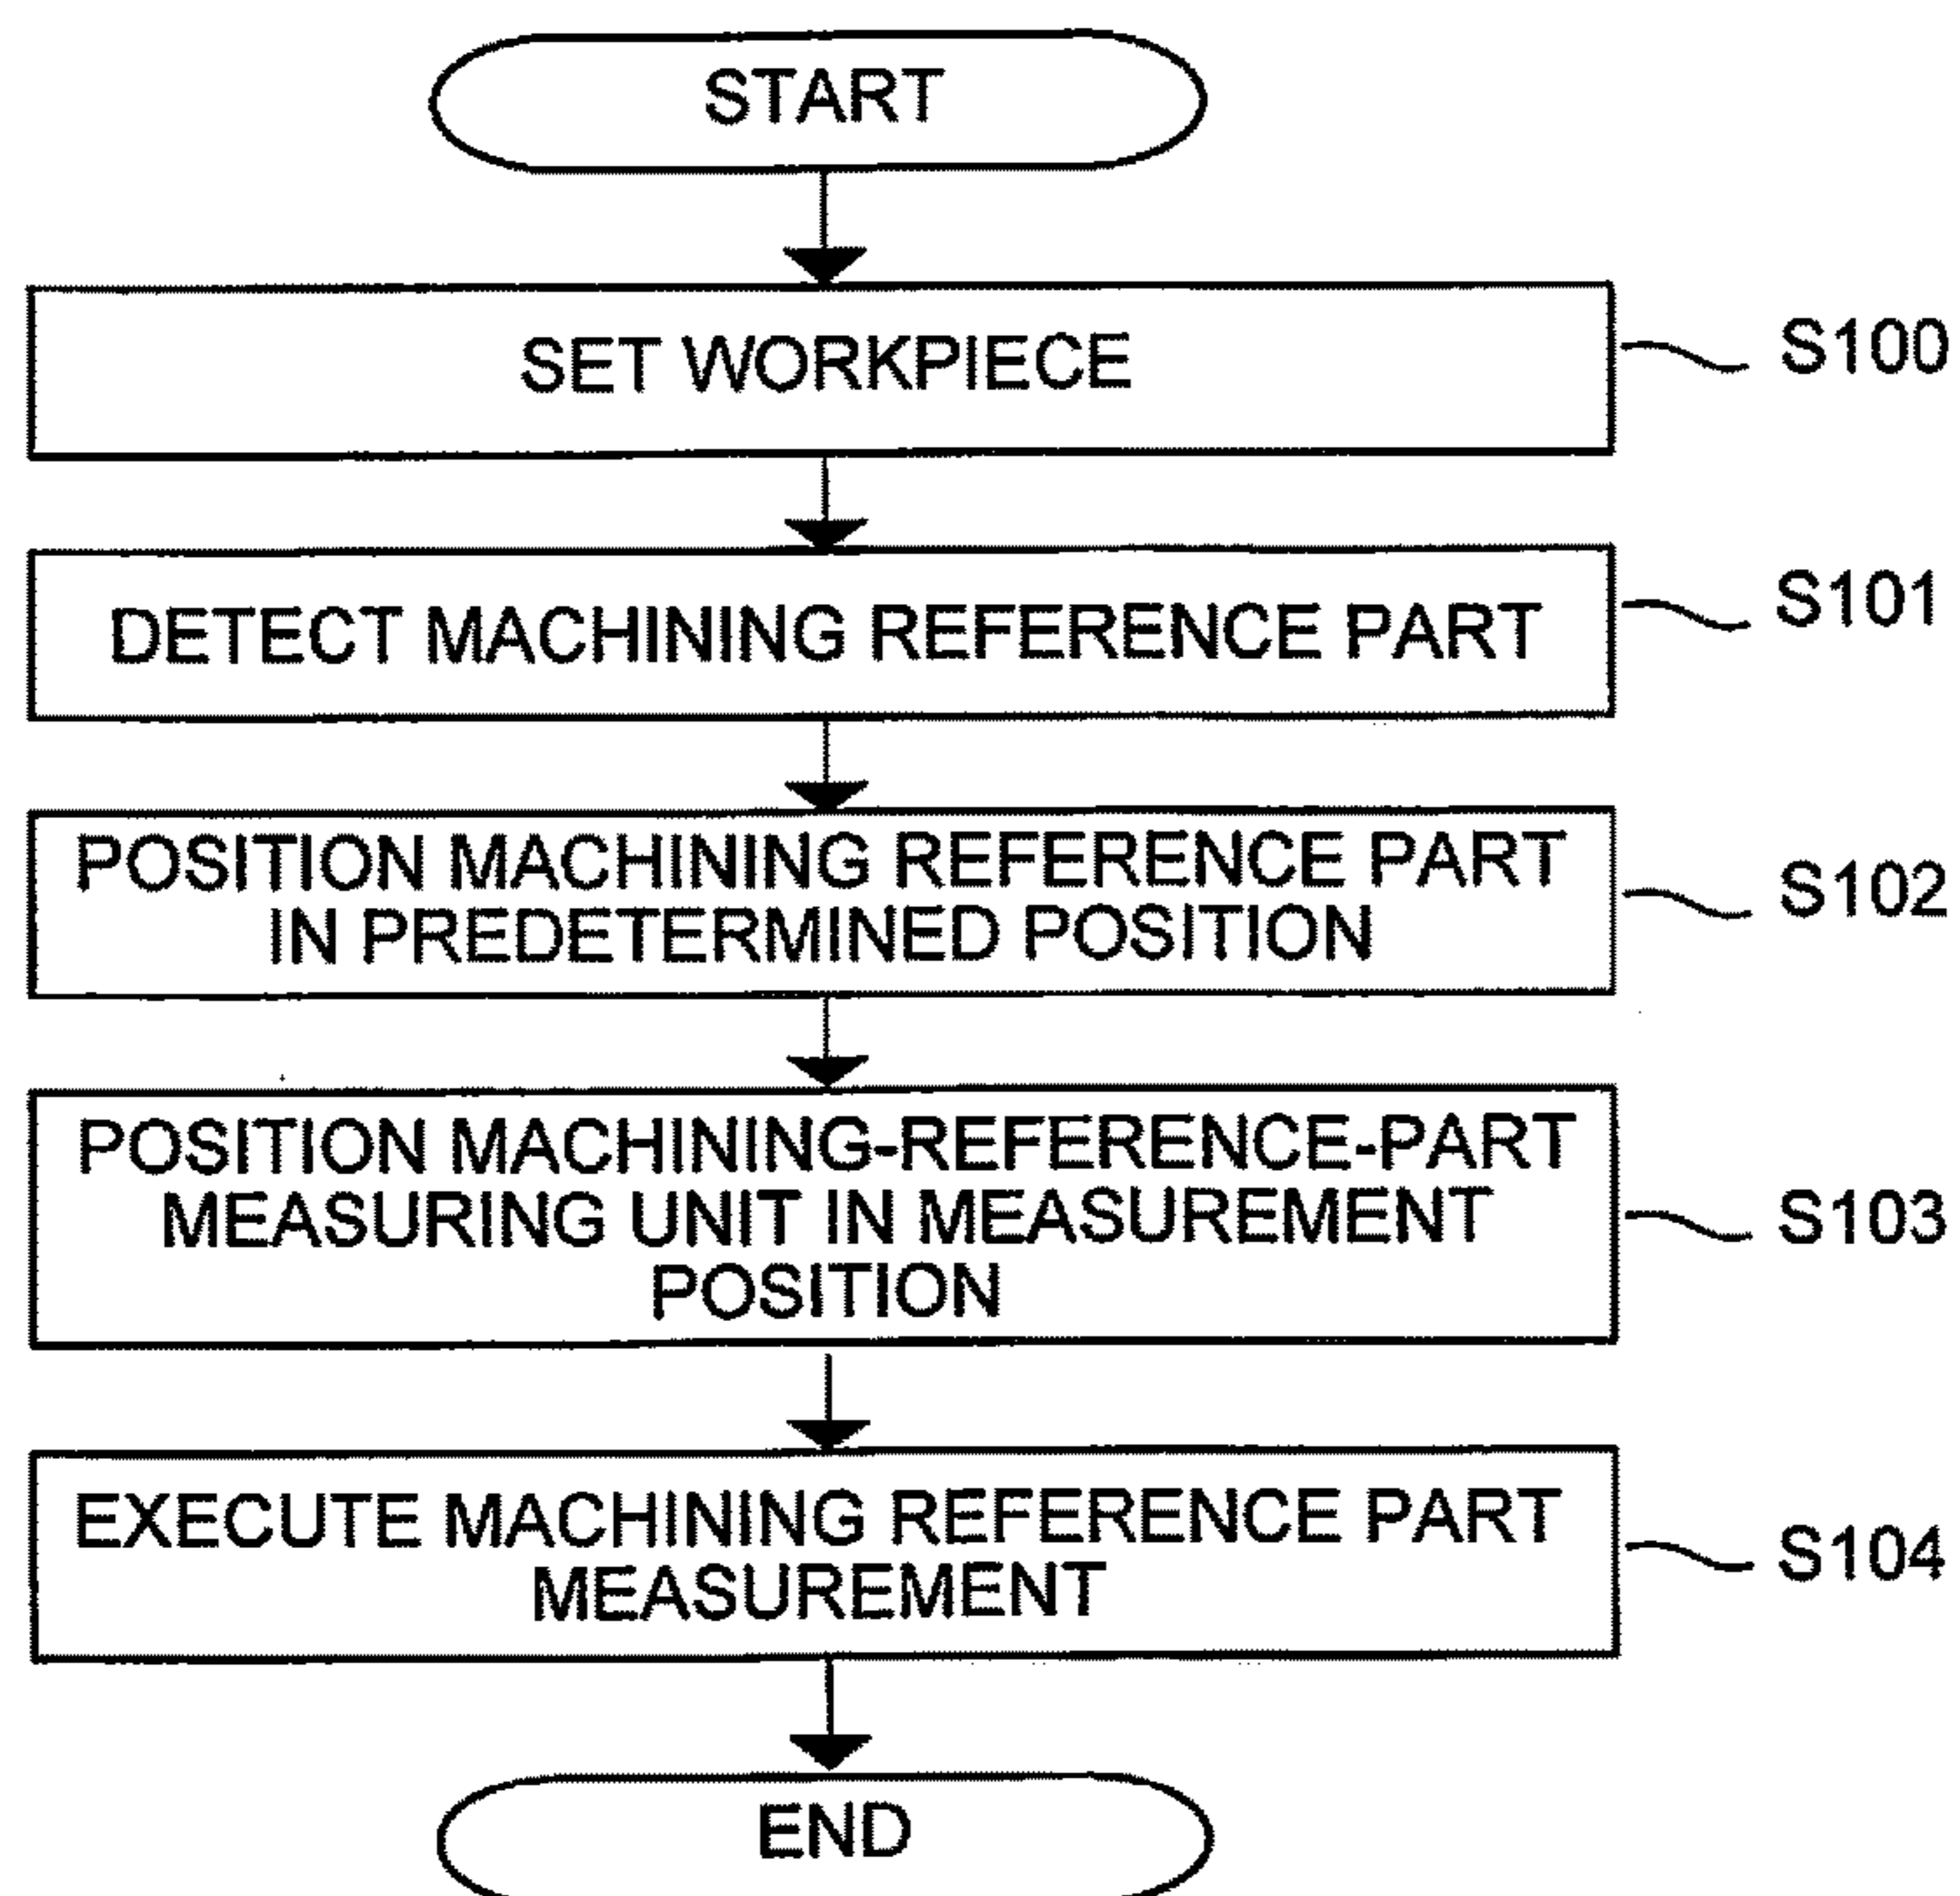 START
SET WORKPIECE
S100
DETECT MACHINING REFERENCE PART
S101
POSITION MACHINING REFERENCE PART
IN PREDETERMINED POSITION
S102
POSITION MACHINING-REFERENCE-PART
MEASURING UNIT IN MEASUREMENT
POSITION
S103
EXECUTE MACHINING REFERENCE PART
MEASUREMENT
S104
END